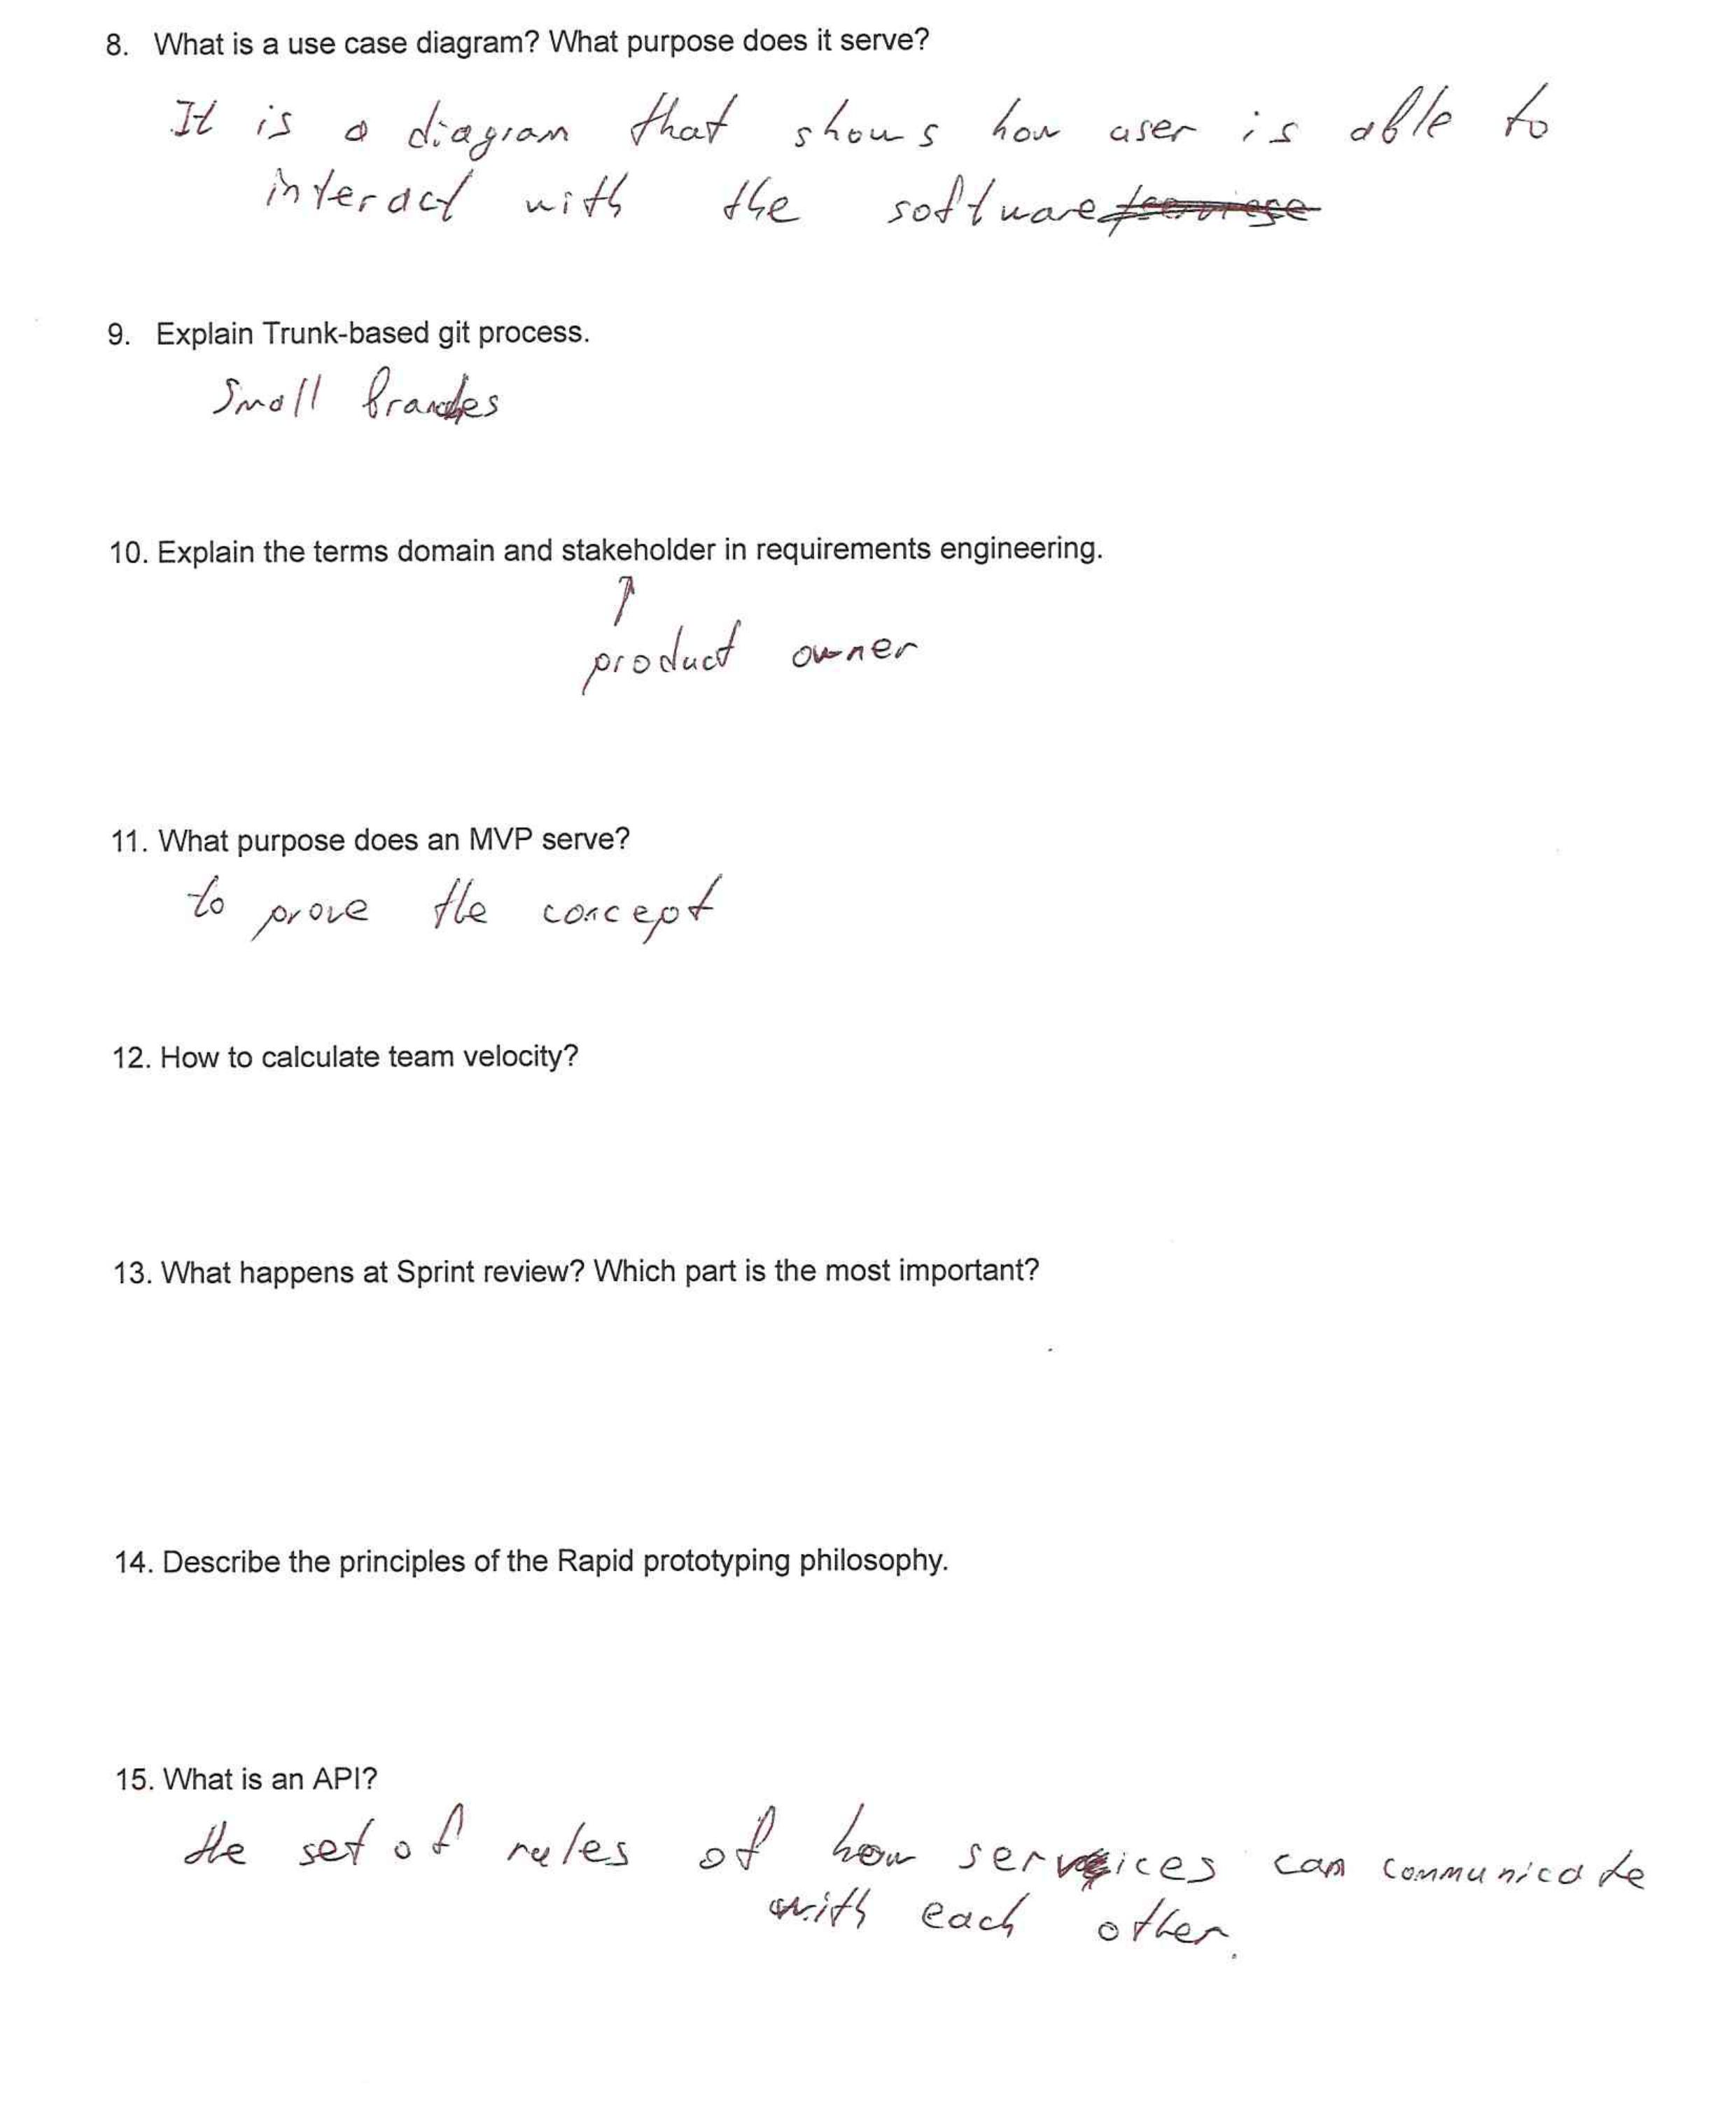 8. What is a use case diagram? What purpose does it serve?
It is a diagram that shows how user is able to
interact with the software
9. Explain Trunk-based git process.
Small branches
10. Explain the terms domain and stakeholder in requirements engineering.
↑
product owner
11. What purpose does an MVP serve?
to prove the concept
12. How to calculate team velocity?
13. What happens at Sprint review? Which part is the most important?
14. Describe the principles of the Rapid prototyping philosophy.
15. What is an API?
the set of rules of how services can communicate
with each other.